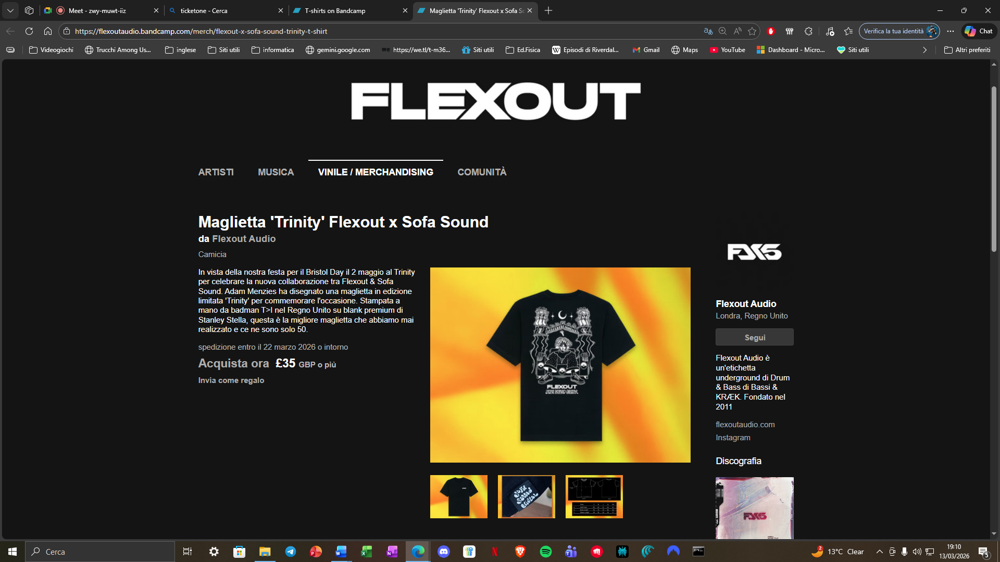 Meet - zwy-muwt-iiz
ticketone - Cerca
T-shirts on Bandcamp
Maglietta 'Trinity' Flexout x Sofa Sc
https://flexoutaudio.bandcamp.com/merch/flexout-x-sofa-sound-trinity-t-shirt
Verifica la tua identità
Chat
Videogiochi
Trucchi Among Us...
inglese
Siti utili
informatica
gemini.google.com
https://we.tl/t-m36...
Siti utili
Ed.Fisica
Episodi di Riverdal...
Gmail
Maps
YouTube
Dashboard - Micro...
Siti utili
Altri preferiti
FLEXOUT
ARTISTI
MUSICA
VINILE / MERCHANDISING
COMUNITÀ
Maglietta 'Trinity' Flexout x Sofa Sound
da Flexout Audio
Camicia
In vista della nostra festa per il Bristol Day il 2 maggio al Trinity
per celebrare la nuova collaborazione tra Flexout & Sofa
Sound. Adam Menzies ha disegnato una maglietta in edizione
limitata 'Trinity' per commemorare l'occasione. Stampata a
mano da badman T>I nel Regno Unito su blank premium di
Stanley Stella, questa è la migliore maglietta che abbiamo mai
realizzato e ce ne sono solo 50.
spedizione entro il 22 marzo 2026 o intorno
Acquista ora £35 GBP o più
Invia come regalo
FLEXOUT
SOFA SOUND BRISTOL
FX15
Flexout Audio
Londra, Regno Unito
Segui
Flexout Audio è
un'etichetta
underground di Drum
& Bass di Bassi &
KRÆK. Fondato nel
2011
flexoutaudio.com
Instagram
Discografia
FX15
Cerca
13°C Clear
19:10
13/03/2026